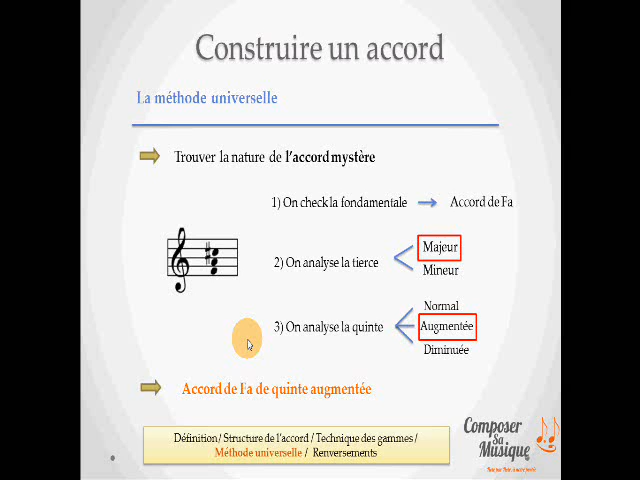 Construire un accord
La méthode universelle
Trouver la nature de l'accord mystère
1) On check la fondamentale
Accord de Fa
2) On analyse la tierce
Majeur
Mineur
3) On analyse la quinte
Normal
Augmentée
Diminuée
Accord de Fa de quinte augmentée
Définition / Structure de l'accord / Technique des gammes /
Méthode universelle / Renversements
Composer
Sa
Musique